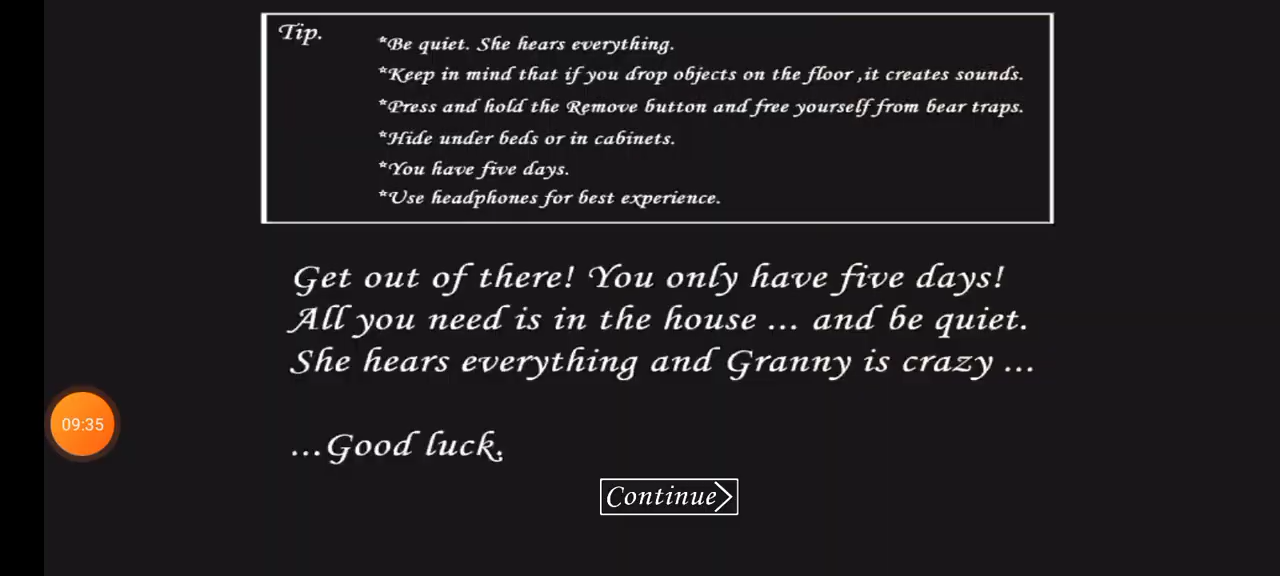 Tip.
*Be quiet. She hears everything.
*Keep in mind that if you drop objects on the floor ,it creates sounds.
*Press and hold the Remove button and free yourself from bear traps.
*Hide under beds or in cabinets.
*You have five days.
*Use headphones for best experience.
Get out of there! You only have five days!
All you need is in the house ... and be quiet.
She hears everything and Granny is crazy ...
...Good luck.
09:35
Continue>